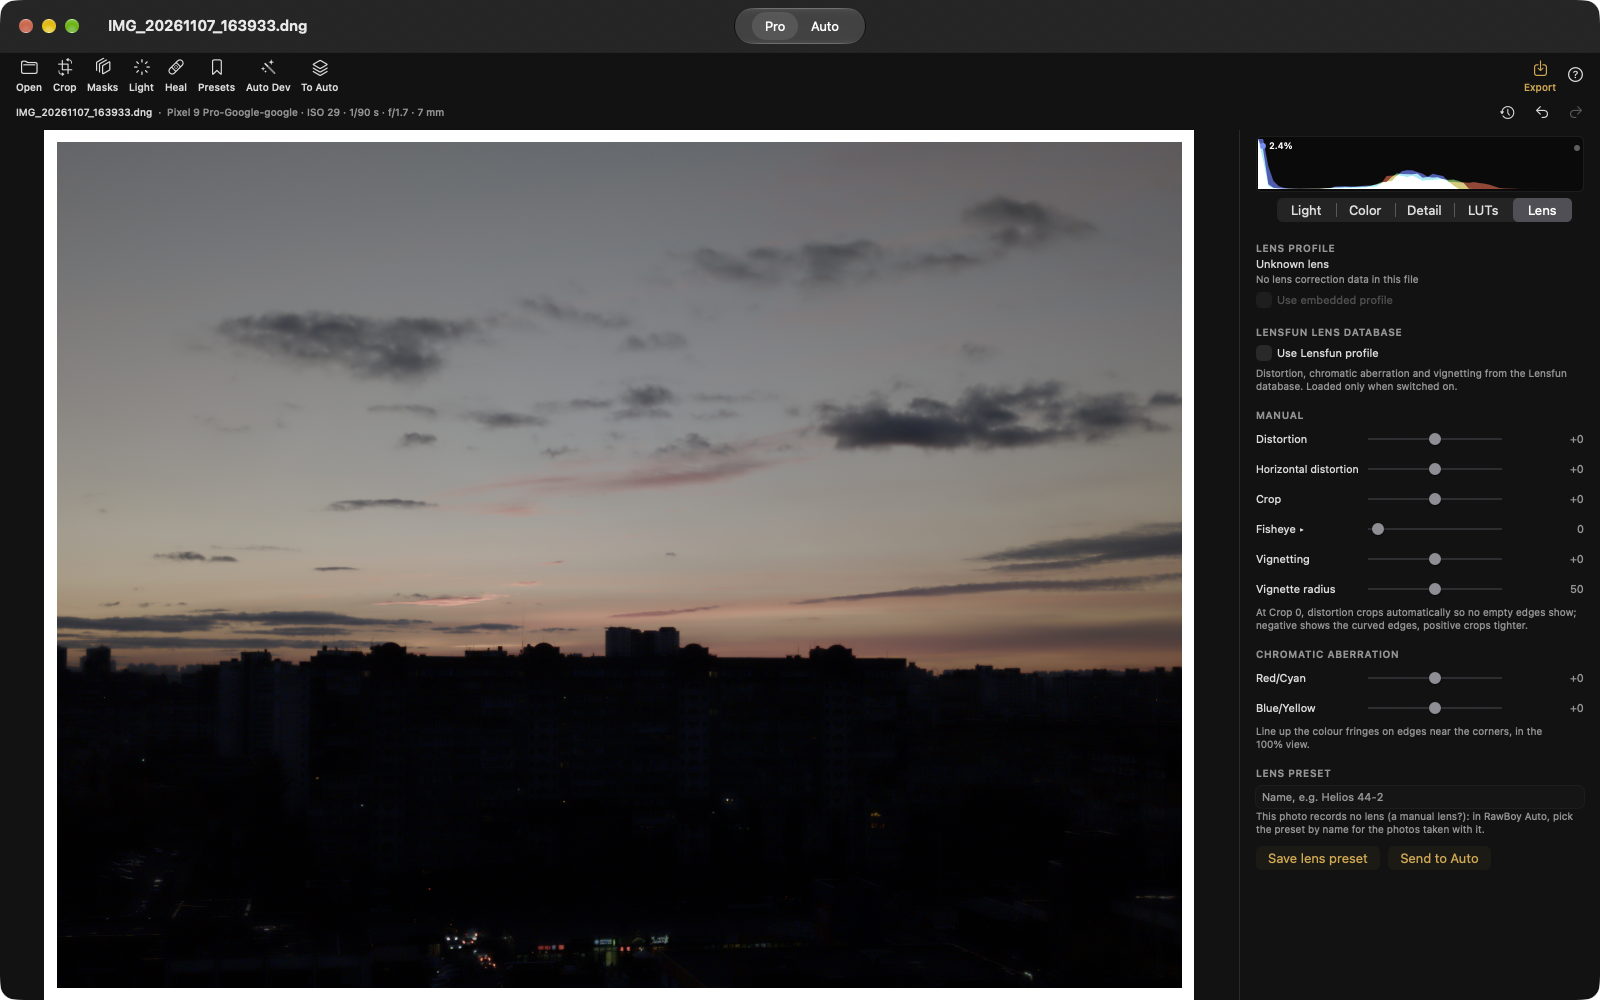 IMG_20261107_163933.dng
Pro Auto
Open Crop Masks Light Heal Presets Auto Dev To Auto
Export
IMG_20261107_163933.dng · Pixel 9 Pro-Google-google · ISO 29 · 1/90 s · f/1.7 · 7 mm
2.4%
Light Color Detail LUTs Lens
LENS PROFILE
Unknown lens
No lens correction data in this file
Use embedded profile
LENSFUN LENS DATABASE
Use Lensfun profile
Distortion, chromatic aberration and vignetting from the Lensfun
database. Loaded only when switched on.
MANUAL
Distortion +0
Horizontal distortion +0
Crop +0
Fisheye ▸ 0
Vignetting +0
Vignette radius 50
At Crop 0, distortion crops automatically so no empty edges show;
negative shows the curved edges, positive crops tighter.
CHROMATIC ABERRATION
Red/Cyan +0
Blue/Yellow +0
Line up the colour fringes on edges near the corners, in the
100% view.
LENS PRESET
Name, e.g. Helios 44-2
This photo records no lens (a manual lens?): in RawBoy Auto, pick
the preset by name for the photos taken with it.
Save lens preset Send to Auto